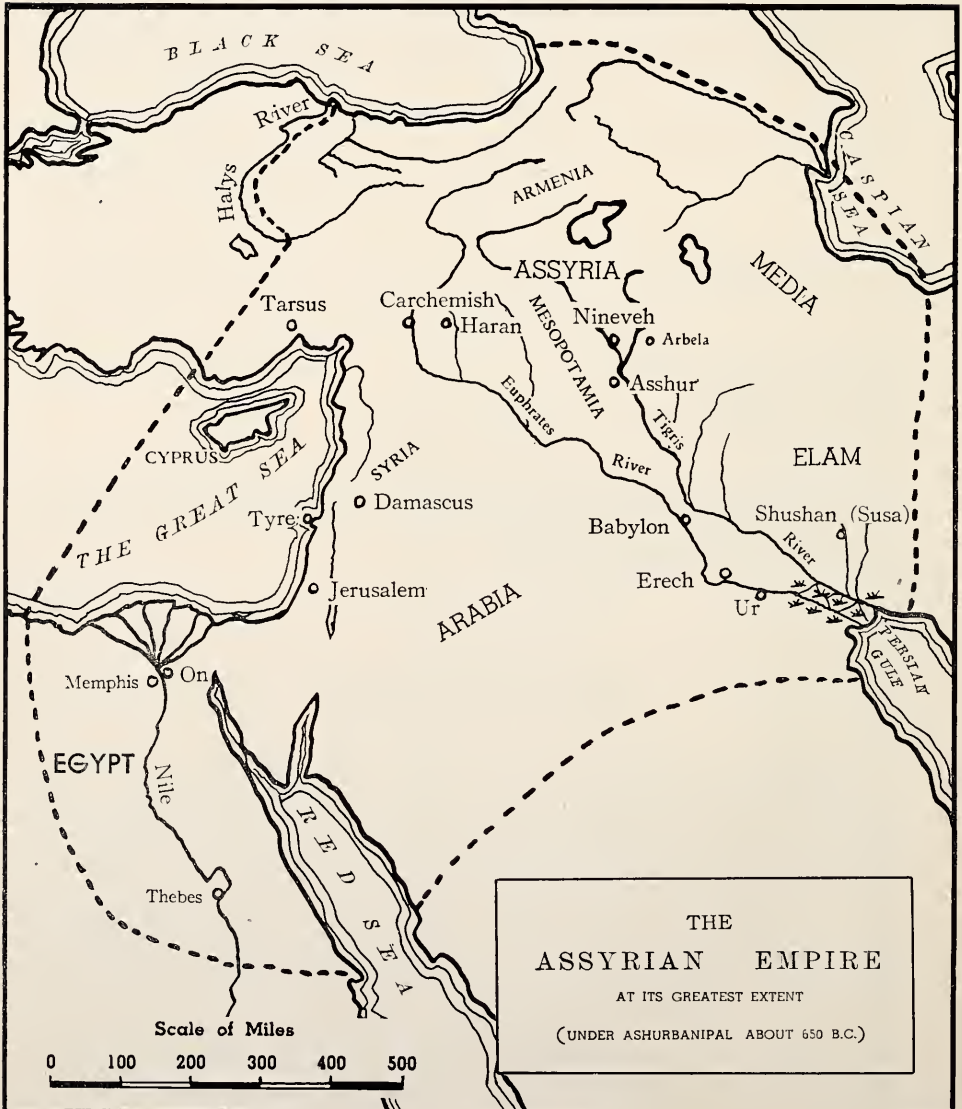 BLACK SEA
River
Halys
CASPIAN
SEA
ARMENIA
ASSYRIA
MEDIA
Tarsus
Carchemish
Haran
MESOPOTAMIA
Nineveh
Arbela
Asshur
Euphrates
River
Tigris
River
CYPRUS
THE GREAT SEA
SYRIA
ELAM
Tyre
Damascus
Babylon
Shushan (Susa)
Jerusalem
Erech
Ur
ARABIA
PERSIAN
GULF
Memphis
On
EGYPT
Nile
Thebes
RED SEA
THE
ASSYRIAN EMPIRE
AT ITS GREATEST EXTENT
(UNDER ASHURBANIPAL ABOUT 650 B.C.)
Scale of Miles
0 100 200 300 400 500